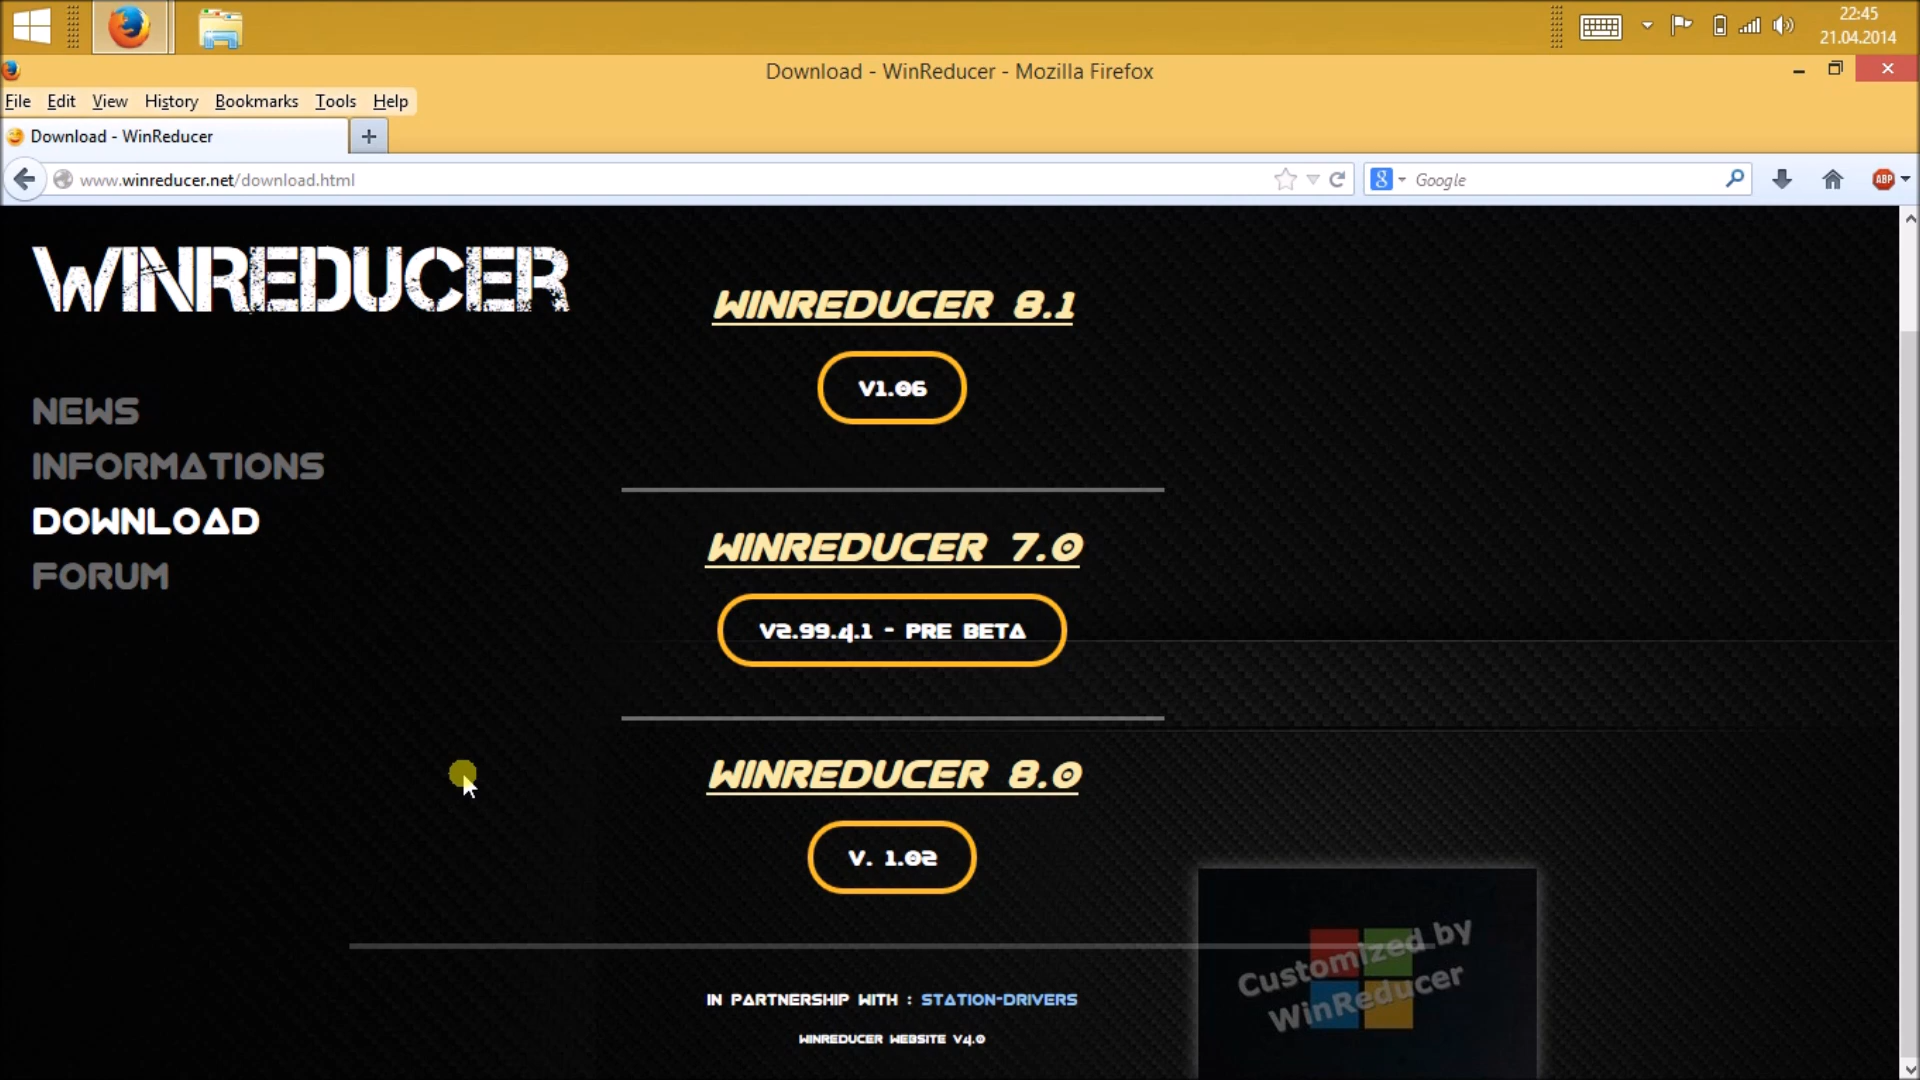 22:45
21.04.2014
Download - WinReducer - Mozilla Firefox
File Edit View History Bookmarks Tools Help
Download - WinReducer
www.winreducer.net/download.html
Google
ABP
WINREDUCER
NEWS
INFORMATIONS
DOWNLOAD
FORUM
WINREDUCER 8.1
V1.06
WINREDUCER 7.0
V2.99.4.1 - PRE BETA
WINREDUCER 8.0
V. 1.02
Customized by
WinReducer
IN PARTNERSHIP WITH : STATION-DRIVERS
WINREDUCER WEBSITE V4.0